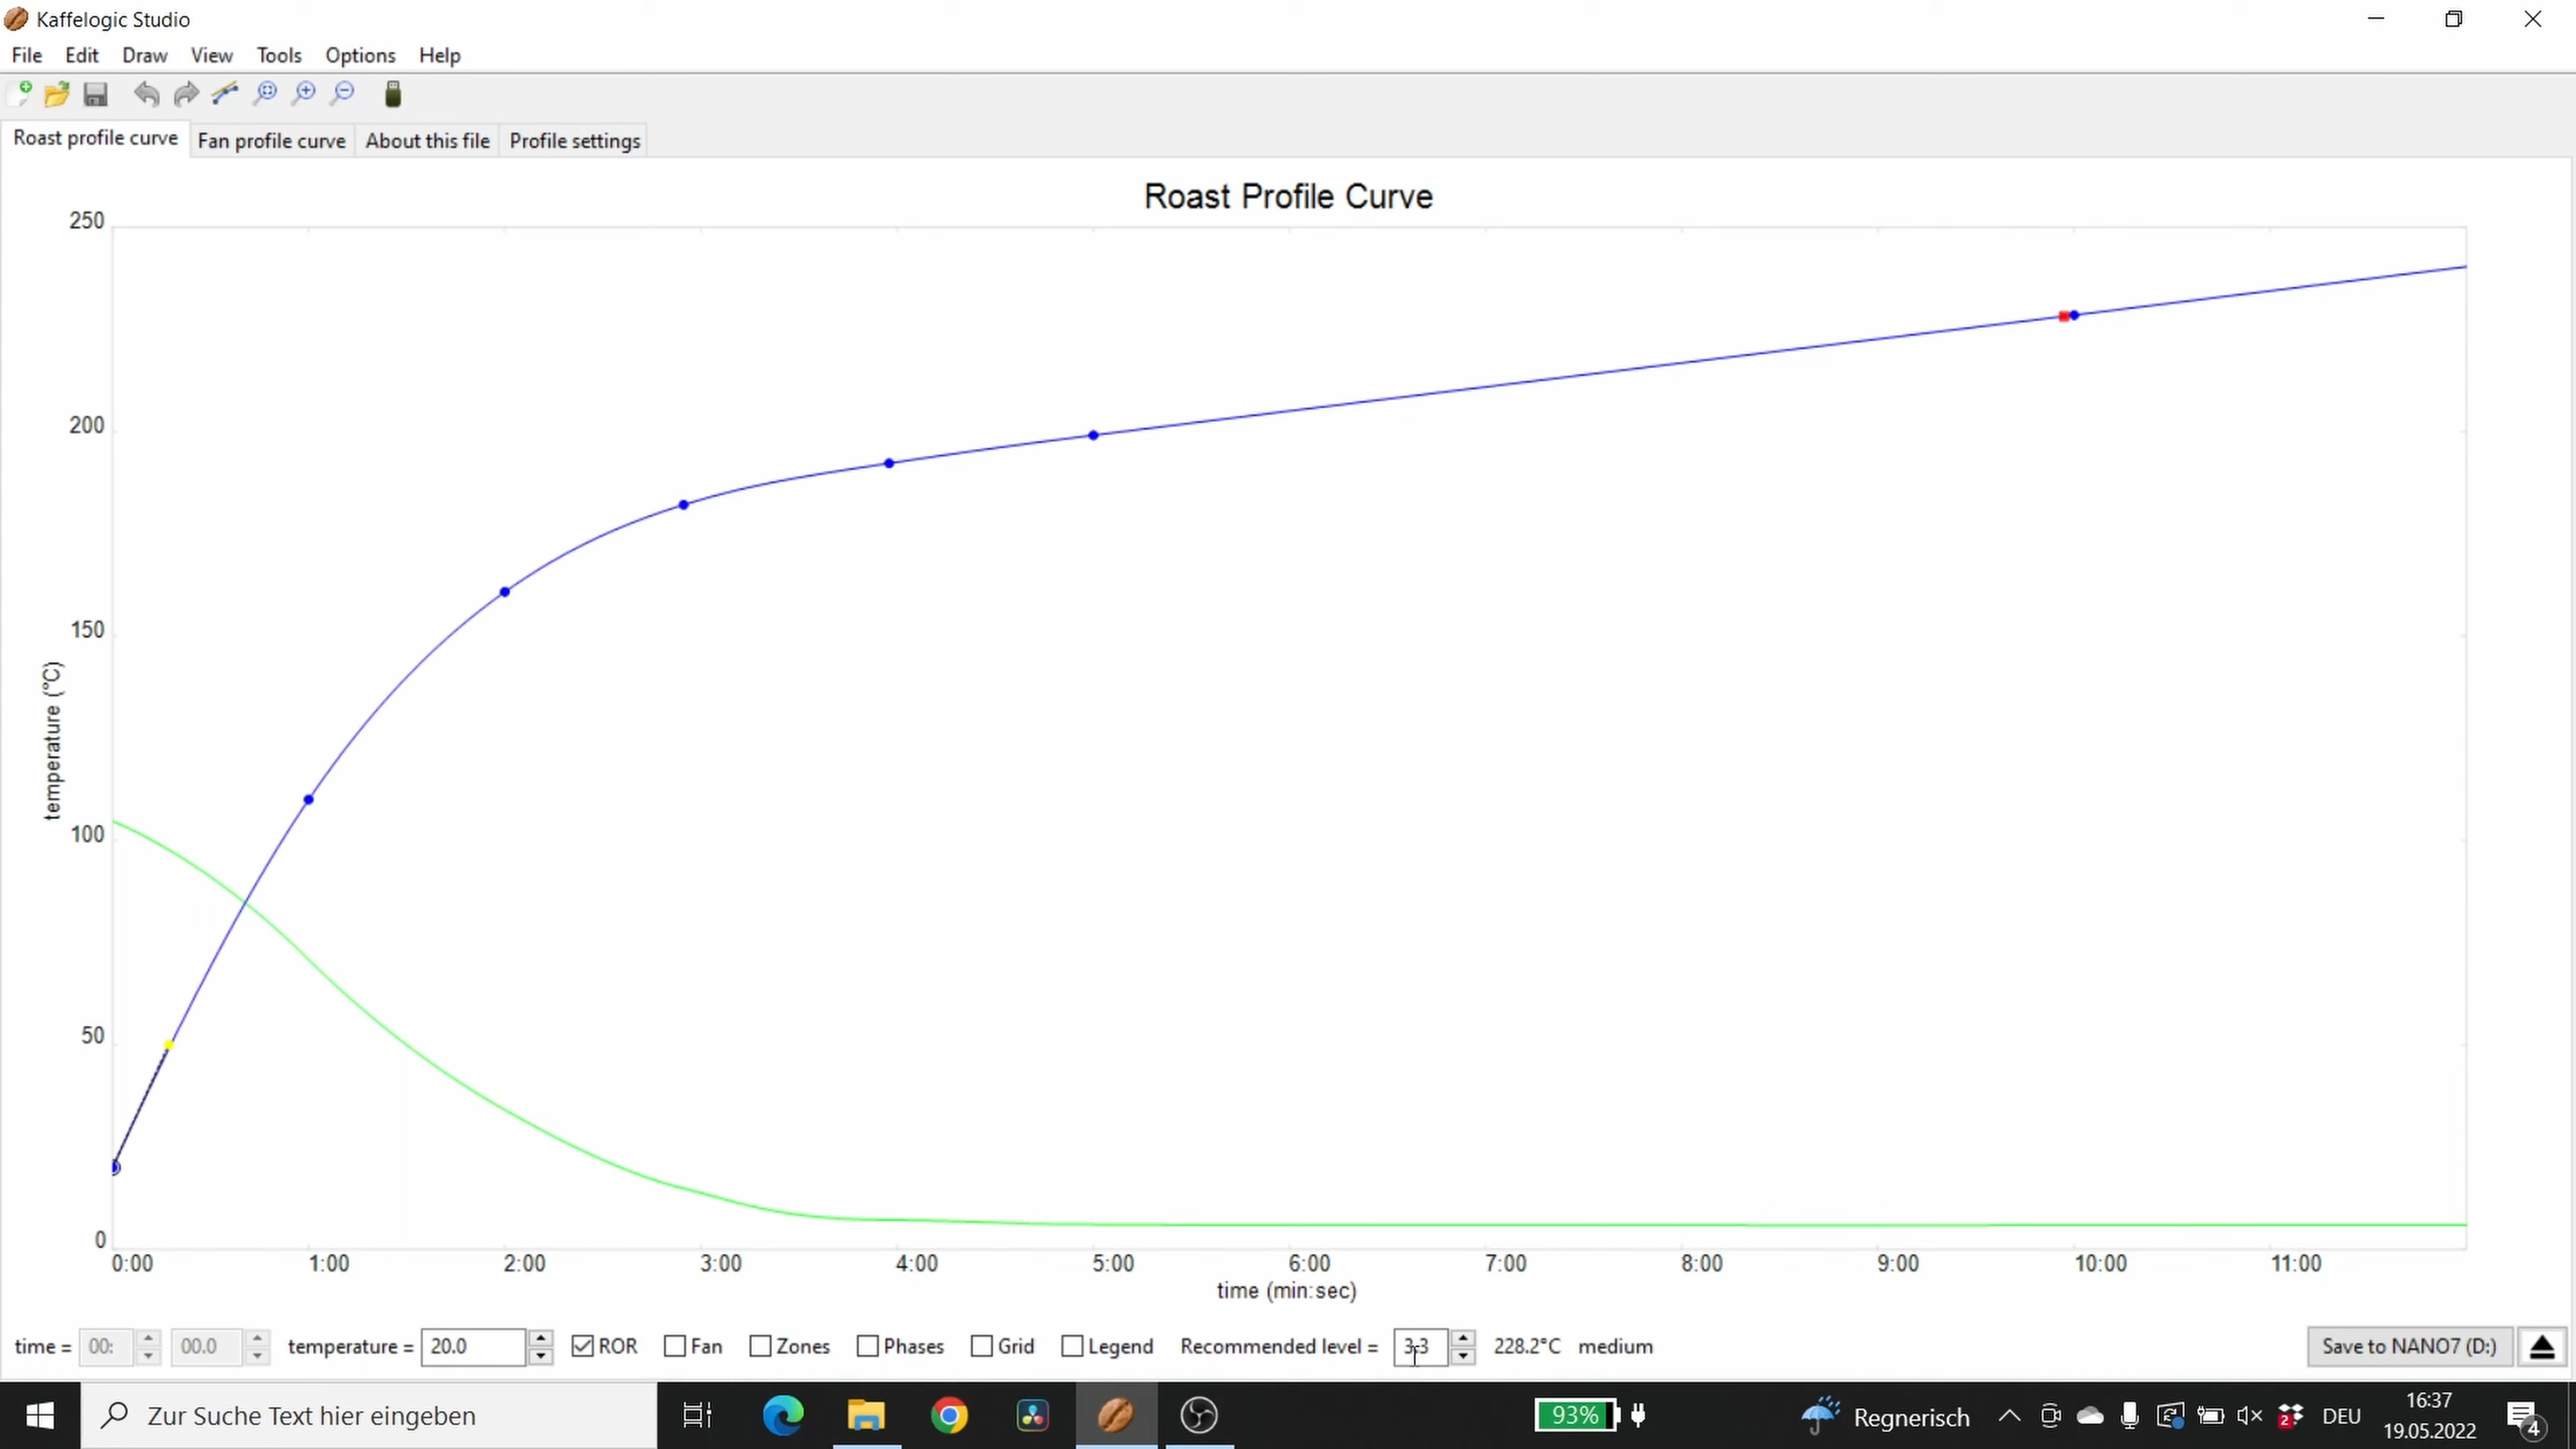 Kaffelogic Studio
File Edit Draw View Tools Options Help
Roast profile curve Fan profile curve About this file Profile settings
Roast Profile Curve
250
200
150
100
50
0
temperature (°C)
0:00 1:00 2:00 3:00 4:00 5:00 6:00 7:00 8:00 9:00 10:00 11:00
time (min:sec)
time = 00: 00.0 temperature = 20.0 ROR Fan Zones Phases Grid Legend Recommended level = 3.3 228.2°C medium Save to NANO7 (D:)
Zur Suche Text hier eingeben 93% Regnerisch 2 DEU 16:37
19.05.2022 4